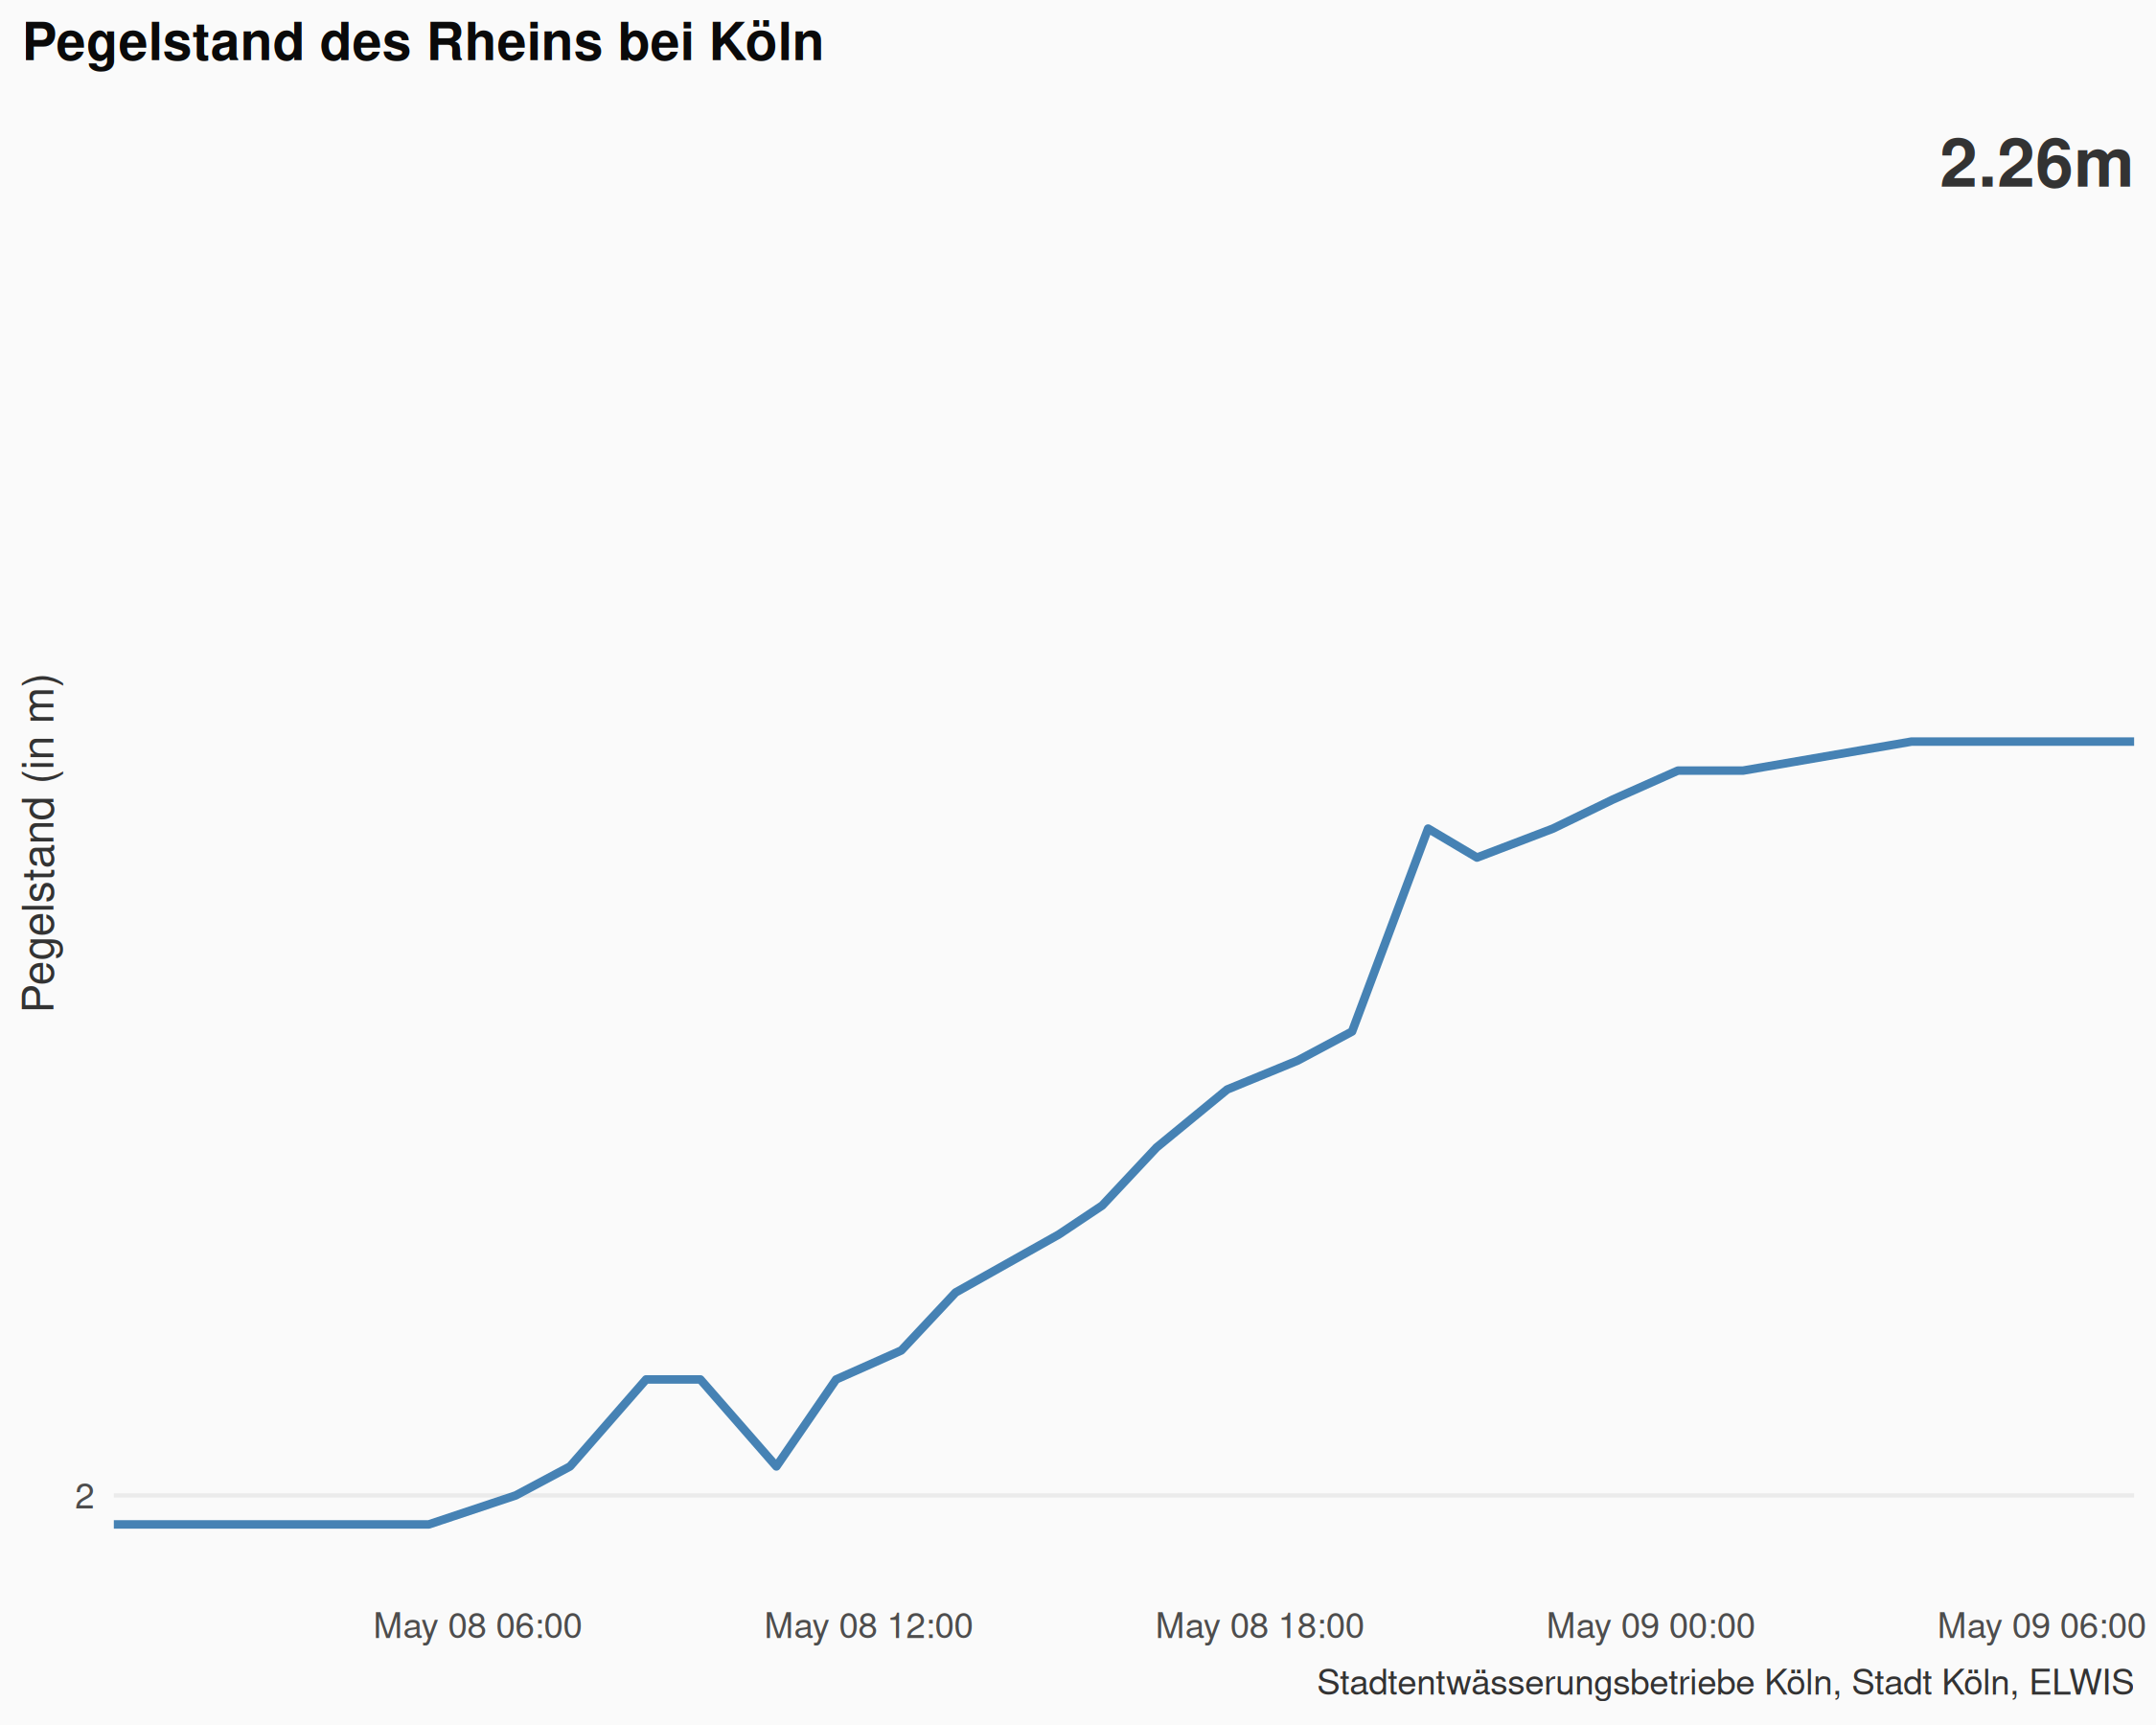 Pegelstand des Rheins bei Köln
2.26m
Pegelstand (in m)
2
May 08 06:00 May 08 12:00 May 08 18:00 May 09 00:00 May 09 06:00
Stadtentwässerungsbetriebe Köln, Stadt Köln, ELWIS